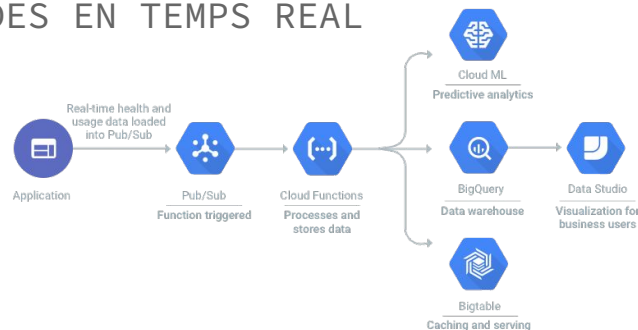 DES EN TEMPS REAL
Cloud ML
Predictive analytics
Real-time health and
usage data loaded
into Pub/Sub
Application
Pub/Sub
Function triggered
Cloud Functions
Processes and
stores data
BigQuery
Data warehouse
Data Studio
Visualization for
business users
Bigtable
Caching and serving